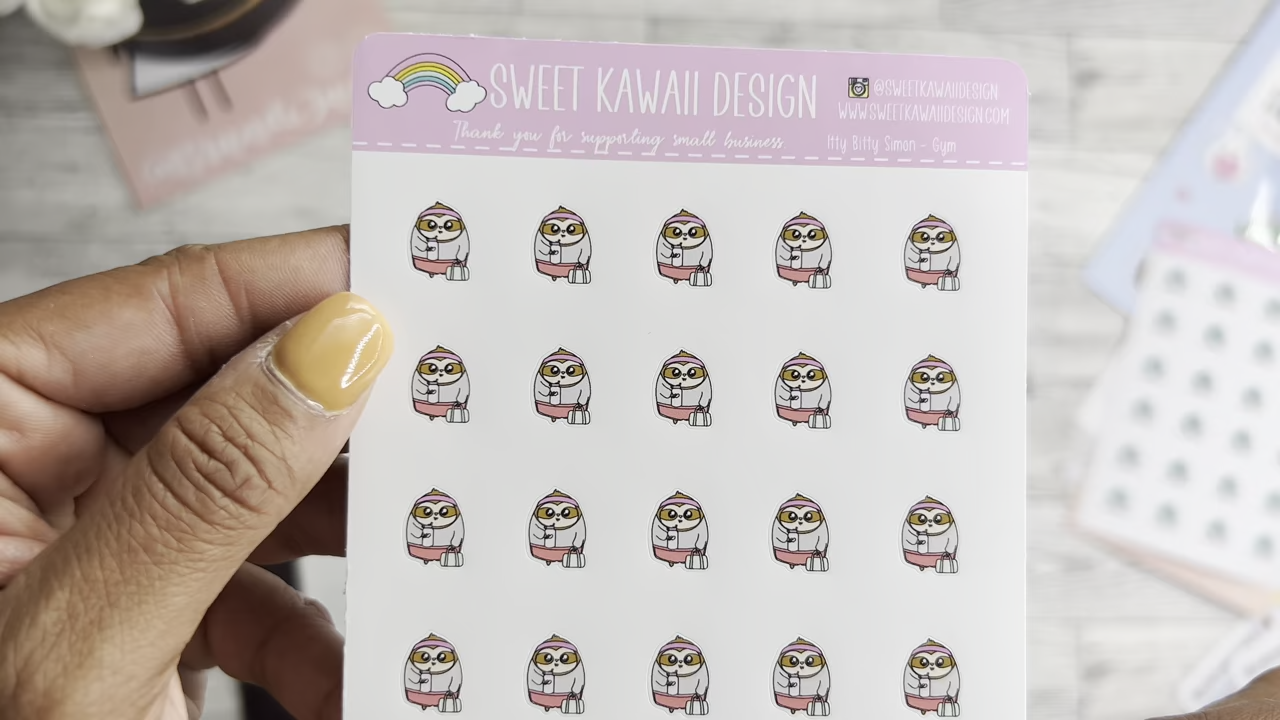 SWEET KAWAII DESIGN
Thank you for supporting small business.
@SWEETKAWAIIDESIGN
WWW.SWEETKAWAIIDESIGN.COM
Itty Bitty Simon - Gym